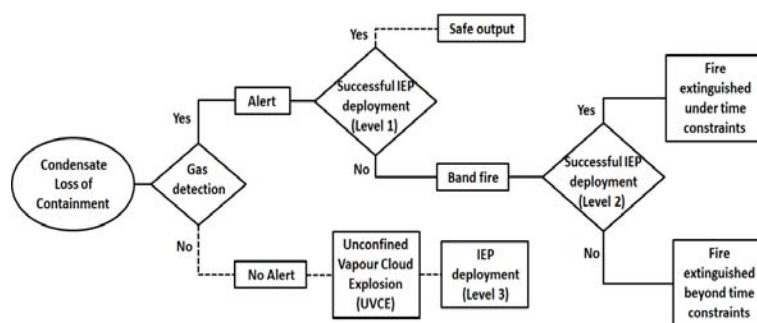 Condensate
Loss of
Containment
Gas
detection
Yes
No
Alert
No Alert
Successful IEP
deployment
(Level 1)
Yes
No
Safe output
Band fire
Unconfined
Vapour Cloud
Explosion
(UVCE)
IEP
deployment
(Level 3)
Successful IEP
deployment
(Level 2)
Yes
No
Fire
extinguished
under time
constraints
Fire
extinguished
beyond time
constraints